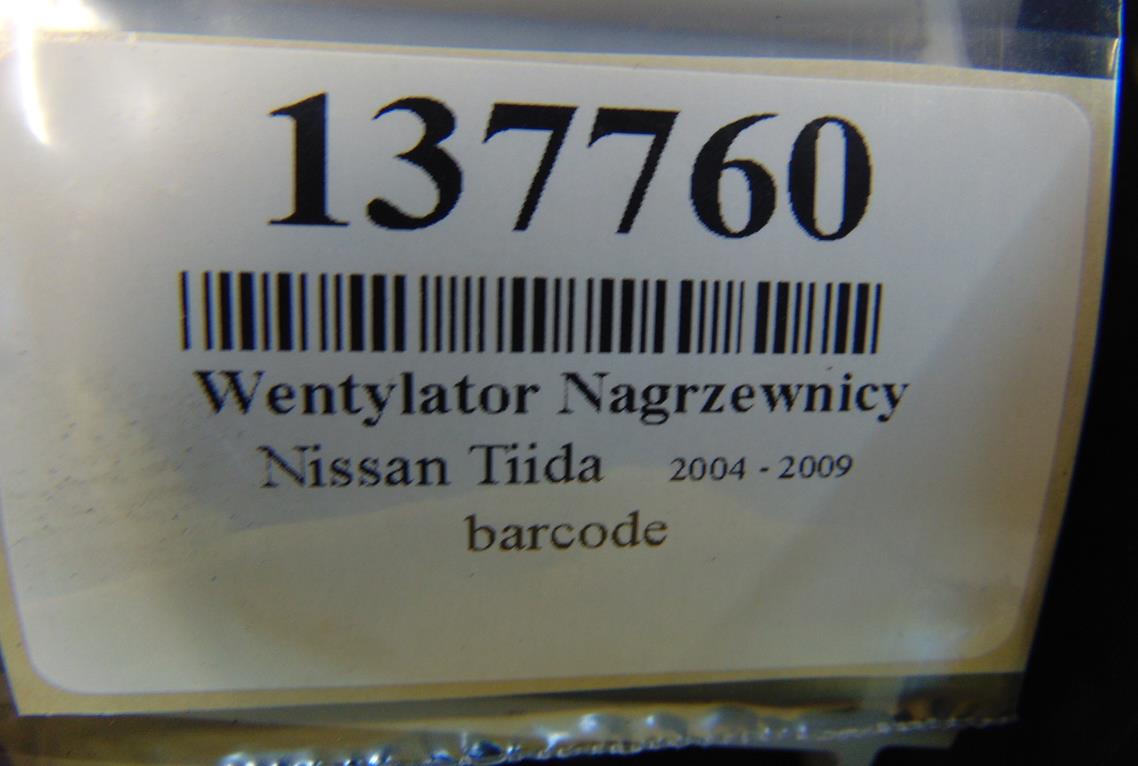 137760
Wentylator Nagrzewnicy
Nissan Tiida 2004 - 2009
barcode